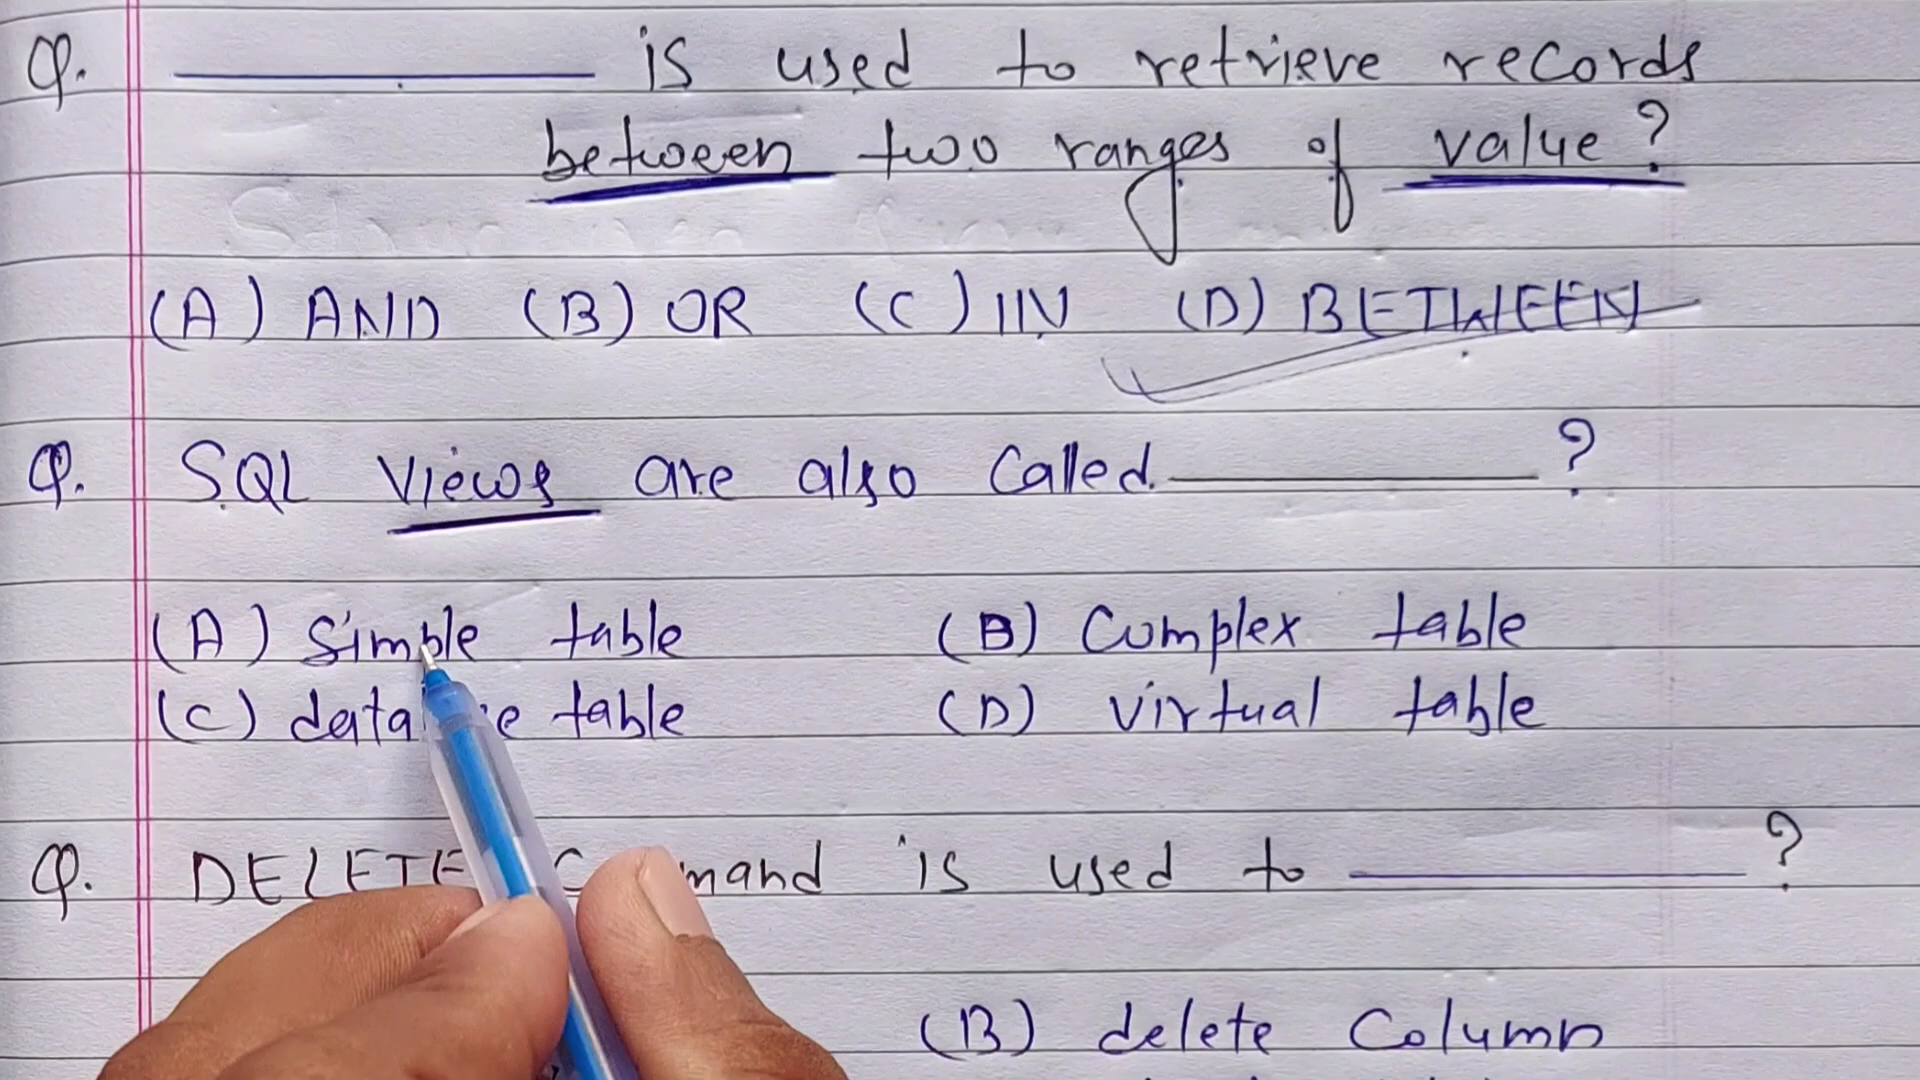 Q. ________ is used to retrieve records
between two ranges of value?
(A) AND (B) OR (C) IN (D) BETWEEN
Q. SQL Views are also Called ________ ?
(A) Simple table (B) Complex table
(C) table (D) virtual table
Q. DELETE is used to ________ ?
(B) delete Column